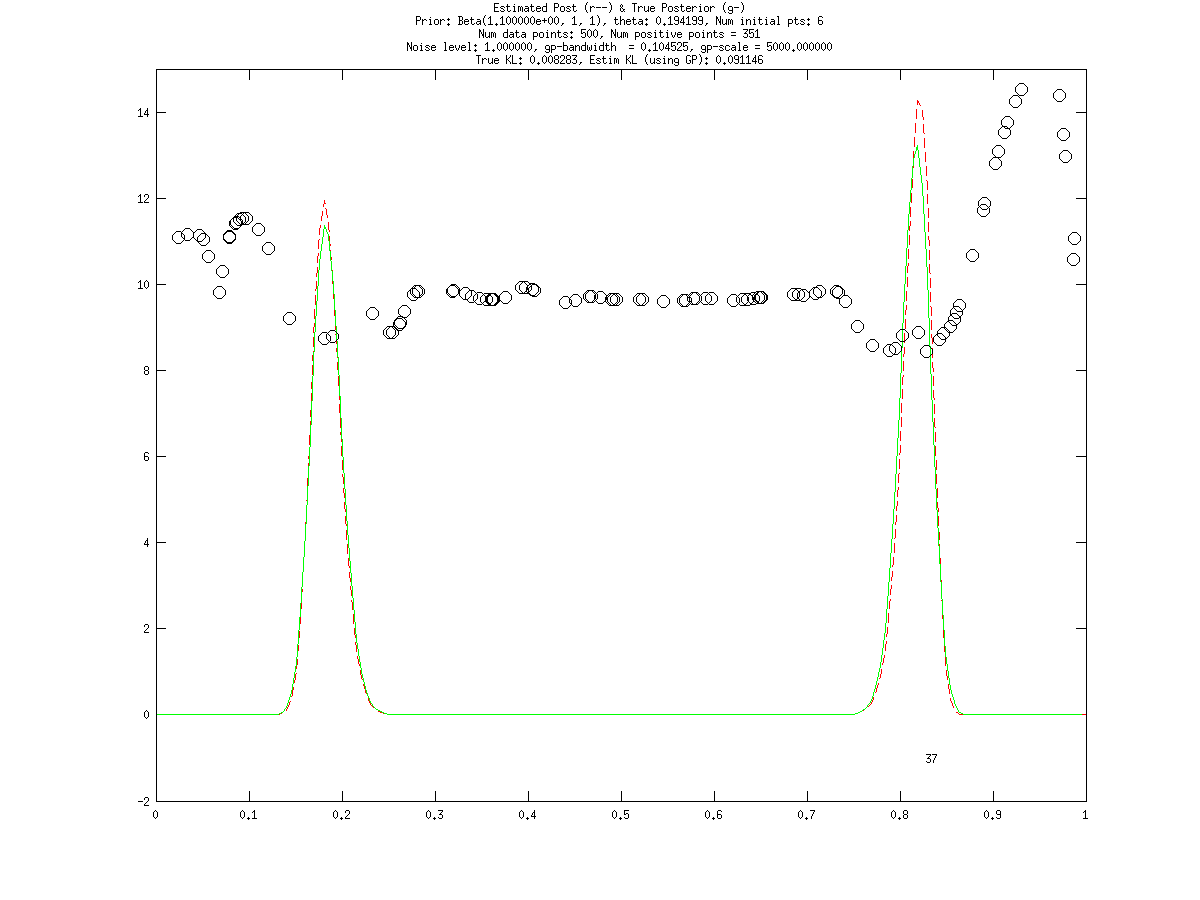 Estimated Post (r--) & True Posterior (g-)
Prior: Beta(1.100000e+00, 1, 1), theta: 0.194199, Num initial pts: 6
Num data points: 500, Num positive points = 351
Noise level: 1.000000, gp-bandwidth  = 0.104525, gp-scale = 5000.000000
True KL: 0.008283, Estim KL (using GP): 0.091146
14
12
10
8
6
4
2
0
37
-2
0 0.1 0.2 0.3 0.4 0.5 0.6 0.7 0.8 0.9 1